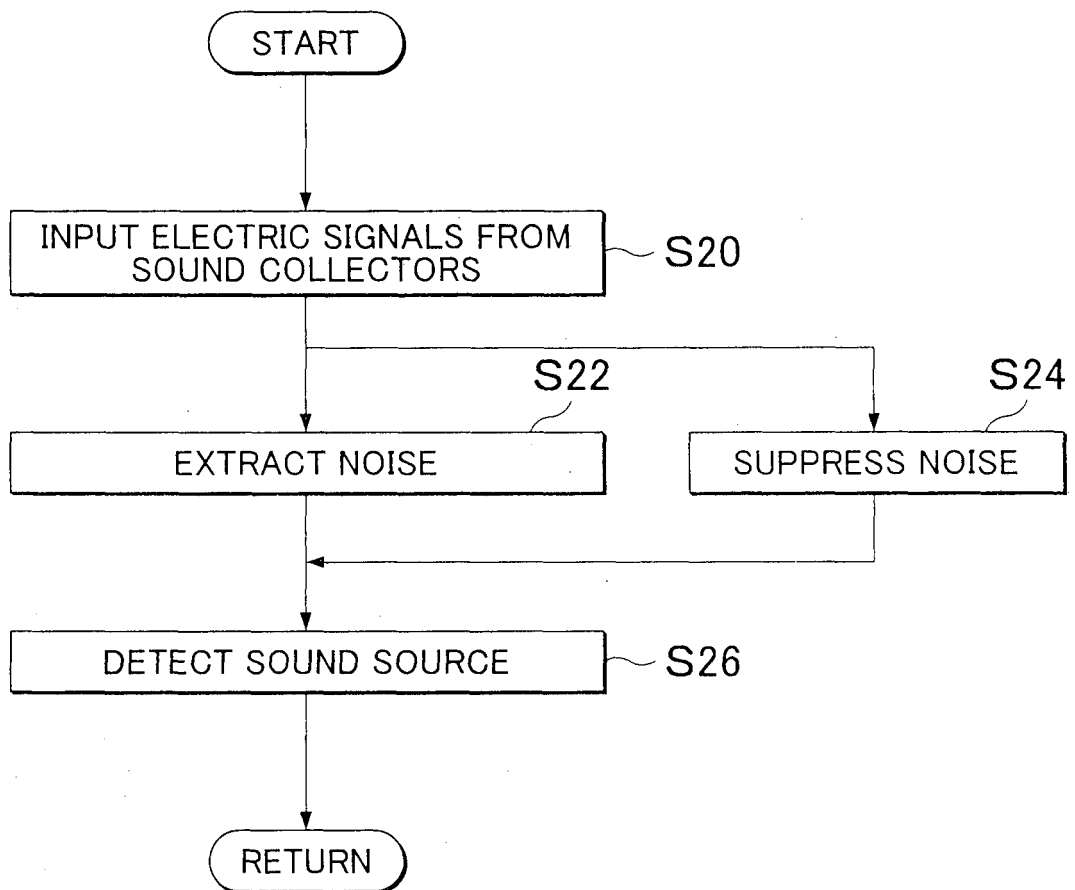 START
INPUT ELECTRIC SIGNALS FROM
SOUND COLLECTORS
S20
S22
S24
EXTRACT NOISE
SUPPRESS NOISE
DETECT SOUND SOURCE
S26
RETURN